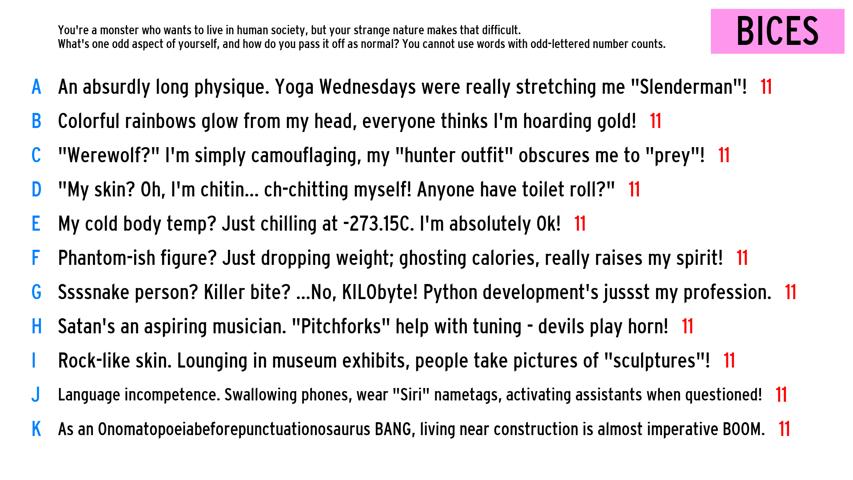 You're a monster who wants to live in human society, but your strange nature makes that difficult.
What's one odd aspect of yourself, and how do you pass it off as normal? You cannot use words with odd-lettered number counts.
BICES
A An absurdly long physique. Yoga Wednesdays were really stretching me "Slenderman"! 11
B Colorful rainbows glow from my head, everyone thinks I'm hoarding gold! 11
C "Werewolf?" I'm simply camouflaging, my "hunter outfit" obscures me to "prey"! 11
D "My skin? Oh, I'm chitin... ch-chitting myself! Anyone have toilet roll?" 11
E My cold body temp? Just chilling at -273.15C. I'm absolutely 0k! 11
F Phantom-ish figure? Just dropping weight; ghosting calories, really raises my spirit! 11
G Ssssnake person? Killer bite? ...No, KILObyte! Python development's jussst my profession. 11
H Satan's an aspiring musician. "Pitchforks" help with tuning - devils play horn! 11
I Rock-like skin. Lounging in museum exhibits, people take pictures of "sculptures"! 11
J Language incompetence. Swallowing phones, wear "Siri" nametags, activating assistants when questioned! 11
K As an Onomatopoeiabeforepunctuationosaurus BANG, living near construction is almost imperative BOOM. 11